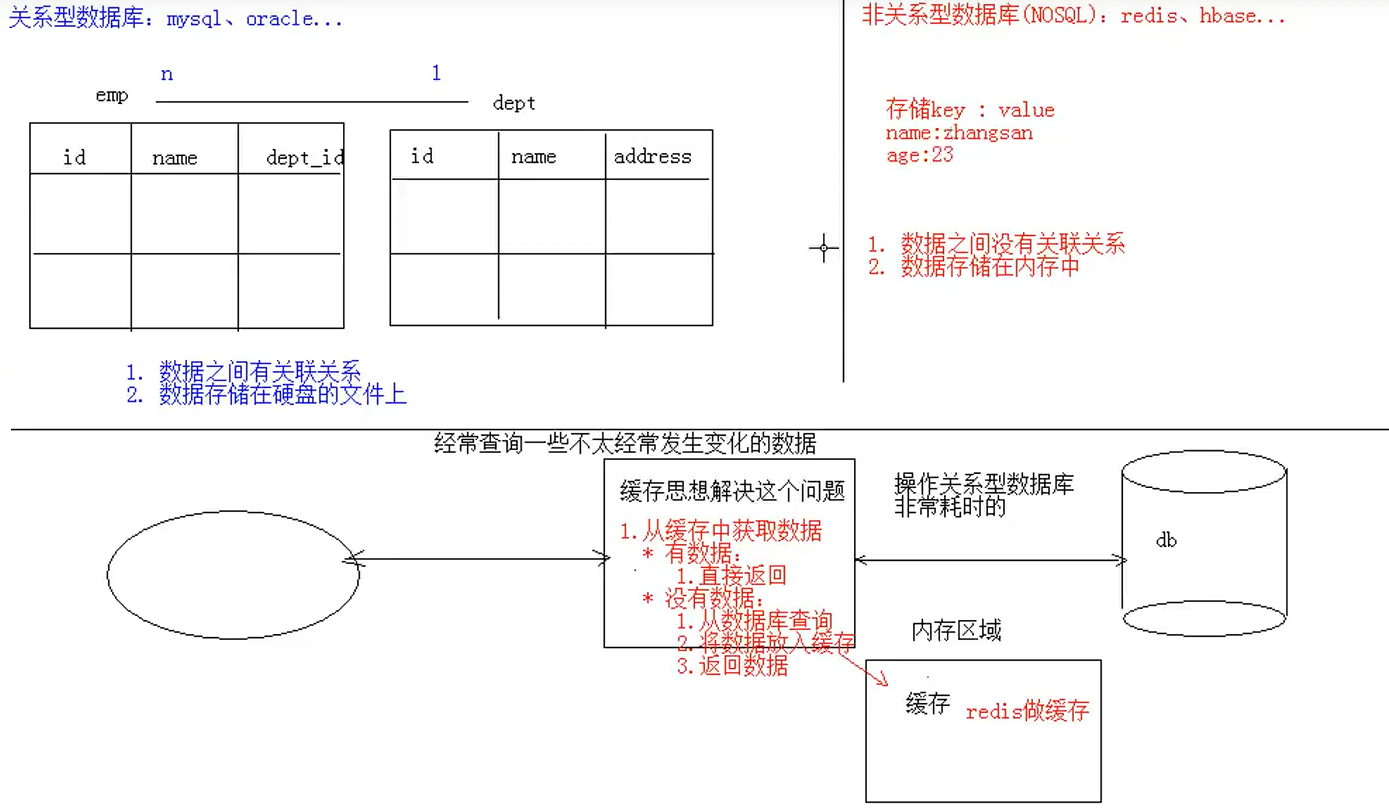 关系型数据库：mysql、oracle...
n
1
emp
dept
id
name
dept_id
id
name
address
1. 数据之间有关联关系
2. 数据存储在硬盘的文件上
非关系型数据库(NOSQL)：redis、hbase...
存储key : value
name:zhangsan
age:23
1. 数据之间没有关联关系
2. 数据存储在内存中
经常查询一些不太经常发生变化的数据
缓存思想解决这个问题
1.从缓存中获取数据
* 有数据：
1.直接返回
* 没有数据：
1.从数据库查询
2.将数据放入缓存
3.返回数据
操作关系型数据库
非常耗时的
db
内存区域
缓存
redis做缓存